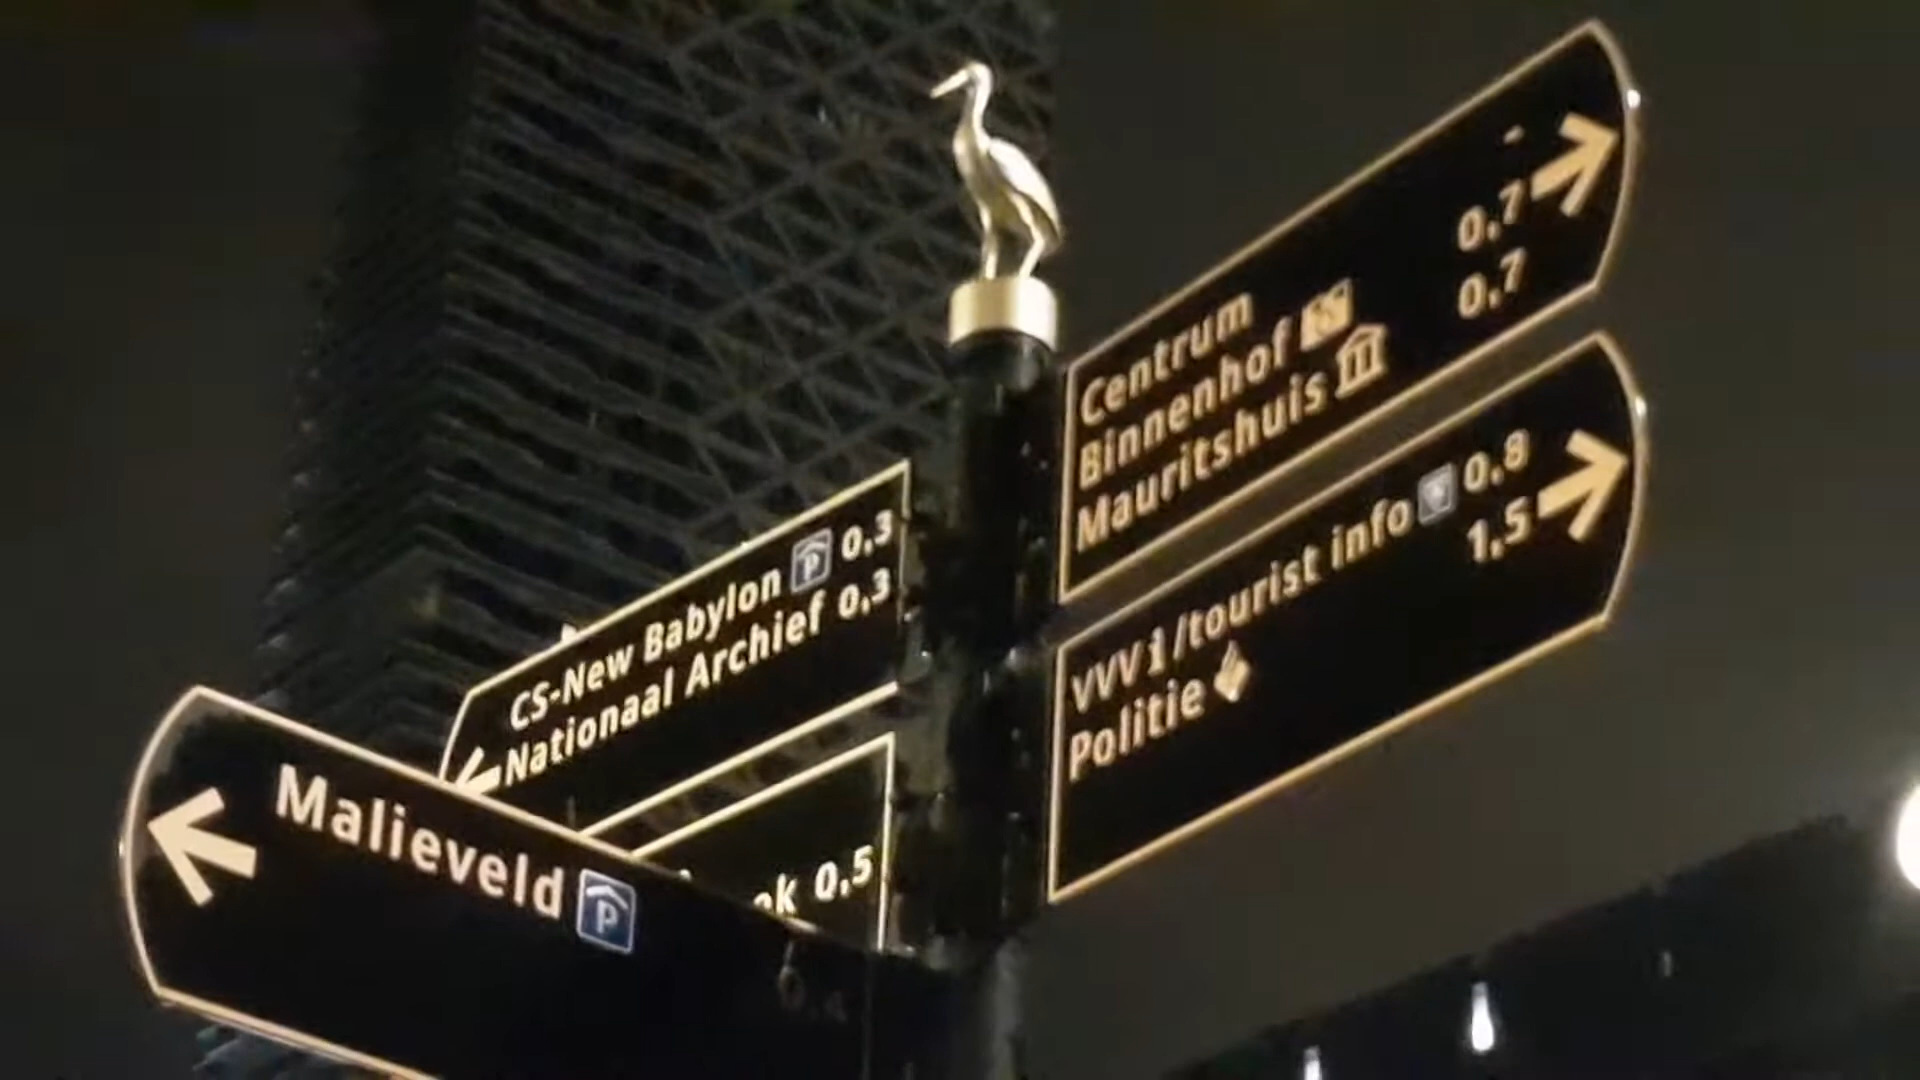 Centrum -
Binnenhof 0.7
Mauritshuis 0.7
VVV i /tourist info 0.8
Politie 1.5
CS-New Babylon P 0.3
Nationaal Archief 0.3
0.5
Malieveld P